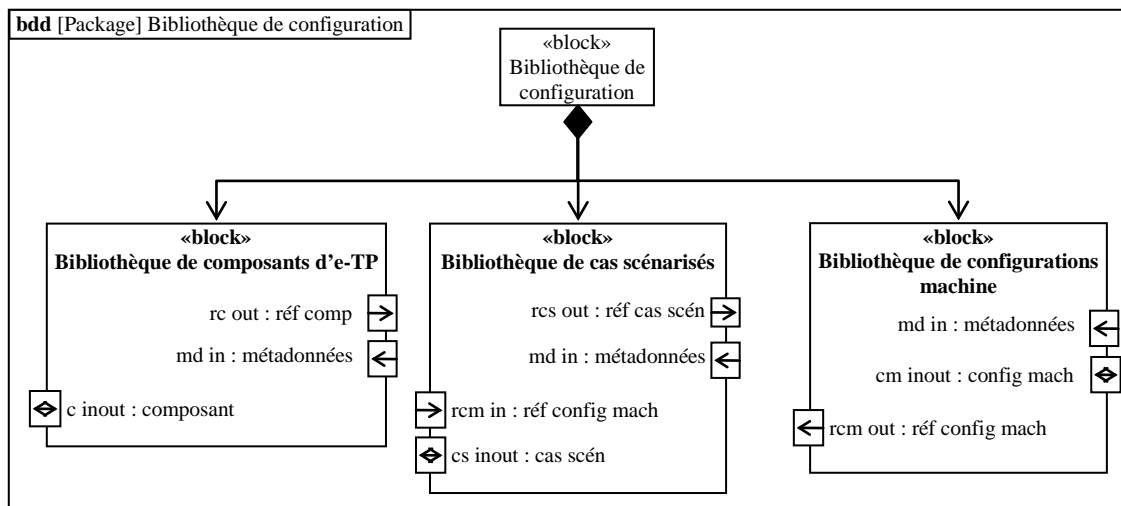 bdd [Package] Bibliothèque de configuration
«block»
Bibliothèque de
configuration
«block»
Bibliothèque de composants d’e-TP
rc out : réf comp
md in : métadonnées
c inout : composant
«block»
Bibliothèque de cas scénarisés
rcs out : réf cas scén
md in : métadonnées
rcm in : réf config mach
cs inout : cas scén
«block»
Bibliothèque de configurations
machine
md in : métadonnées
cm inout : config mach
rcm out : réf config mach